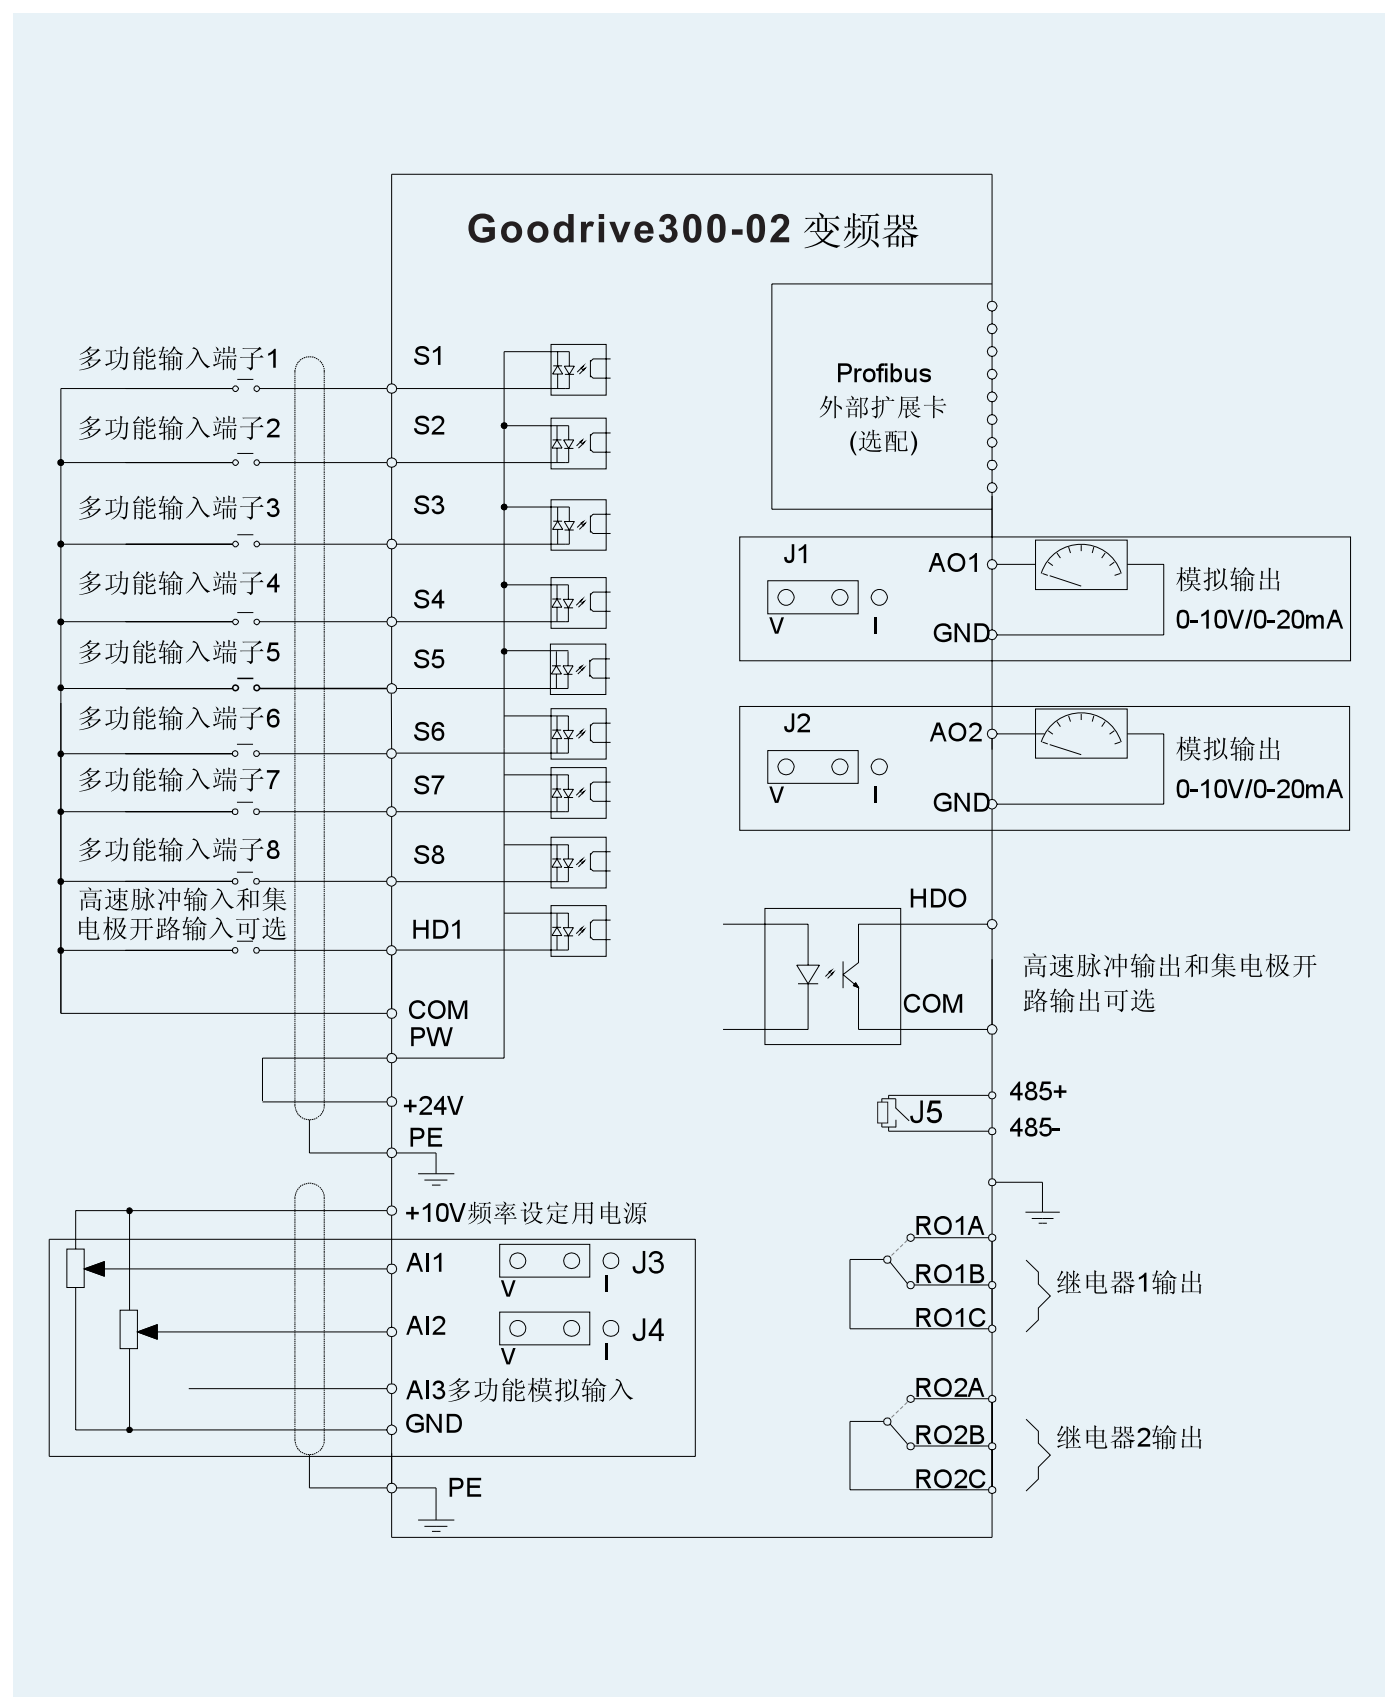 Goodrive300-02 变频器
多功能输入端子1
S1
多功能输入端子2
S2
多功能输入端子3
S3
多功能输入端子4
S4
多功能输入端子5
S5
多功能输入端子6
S6
多功能输入端子7
S7
多功能输入端子8
S8
高速脉冲输入和集
电极开路输入可选
HD1
COM
PW
+24V
PE
+10V频率设定用电源
AI1
J3
V
I
AI2
J4
V
I
AI3多功能模拟输入
GND
PE
Profibus
外部扩展卡
(选配)
J1
V
I
AO1
GND
模拟输出
0-10V/0-20mA
J2
V
I
AO2
GND
模拟输出
0-10V/0-20mA
HDO
COM
高速脉冲输出和集电极开
路输出可选
J5
485+
485-
RO1A
RO1B
RO1C
继电器1输出
RO2A
RO2B
RO2C
继电器2输出